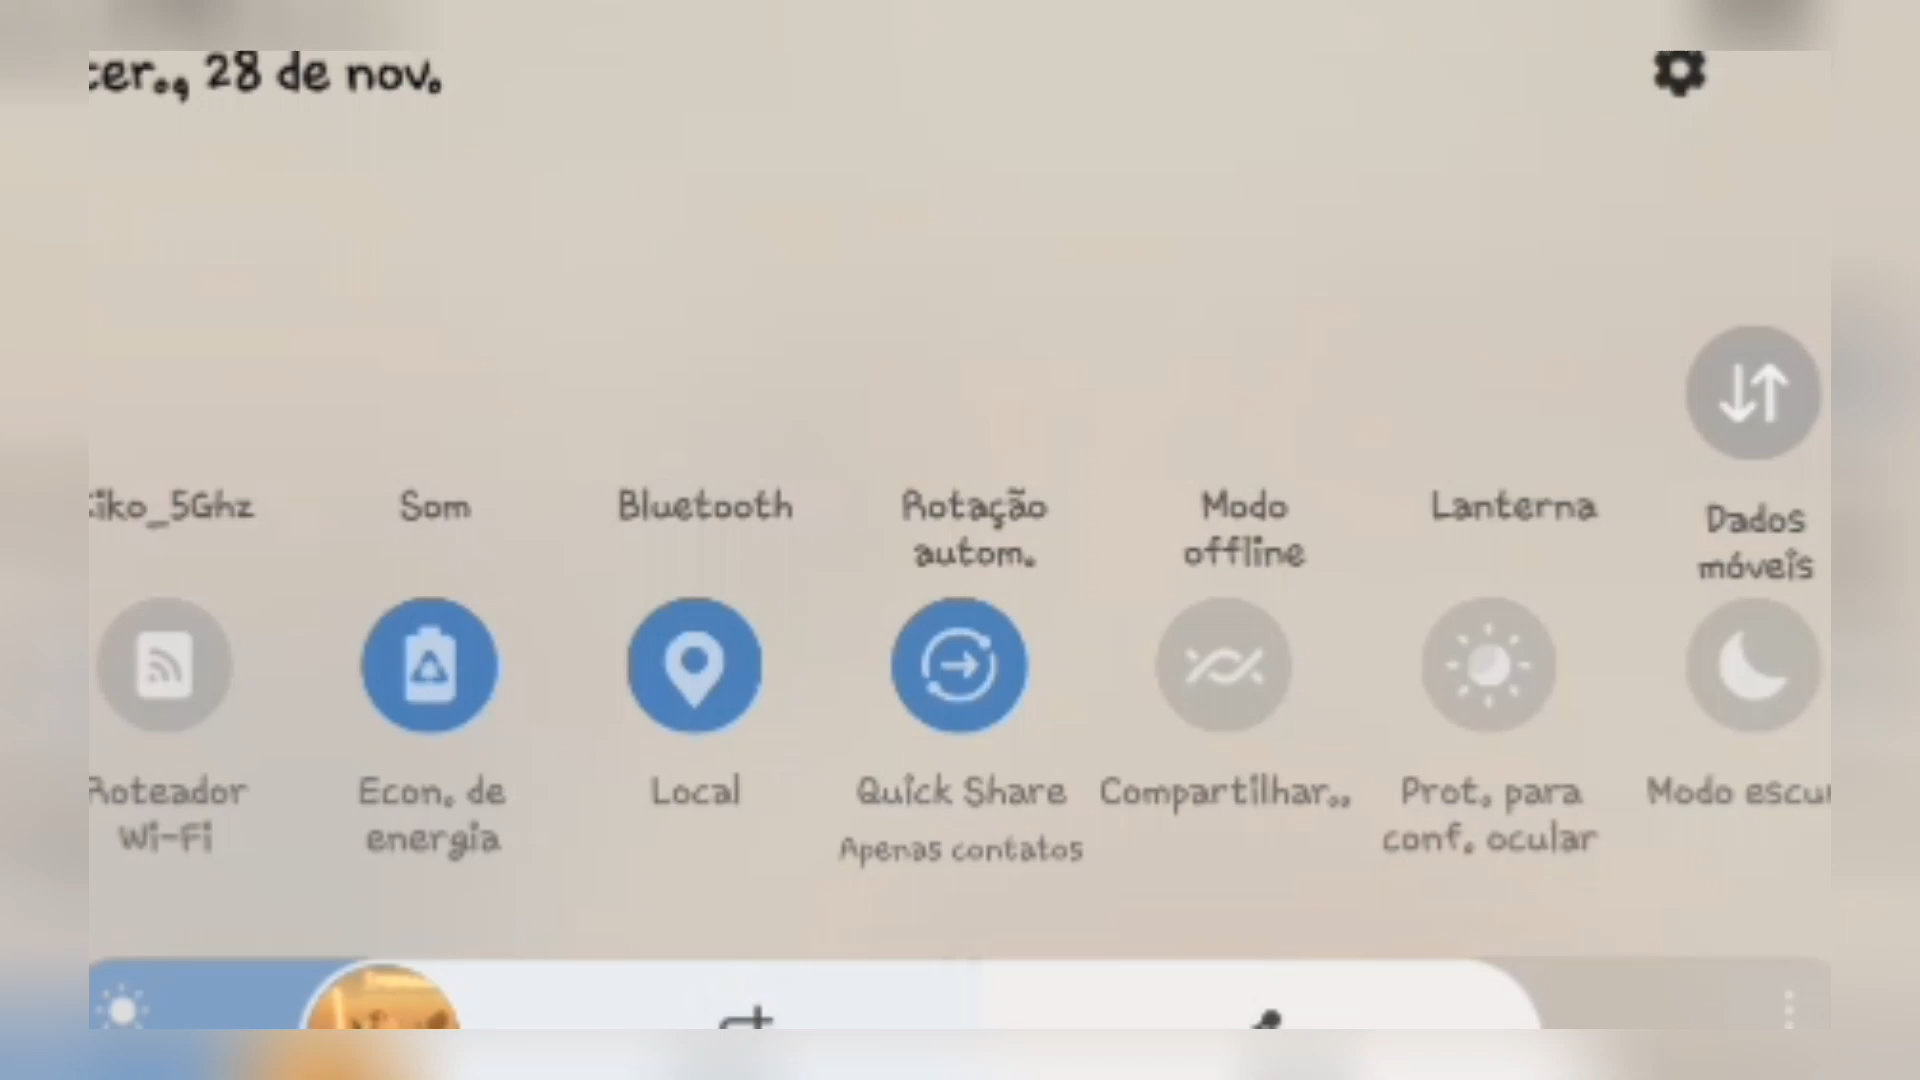 ter., 28 de nov.
iko_5Ghz
Som
Bluetooth
Rotação
autom.
Modo
offline
Lanterna
Dados
móveis
Roteador
Wi-Fi
Econ. de
energia
Local
Quick Share
Apenas contatos
Compartilhar..
Prot. para
conf. ocular
Modo escu